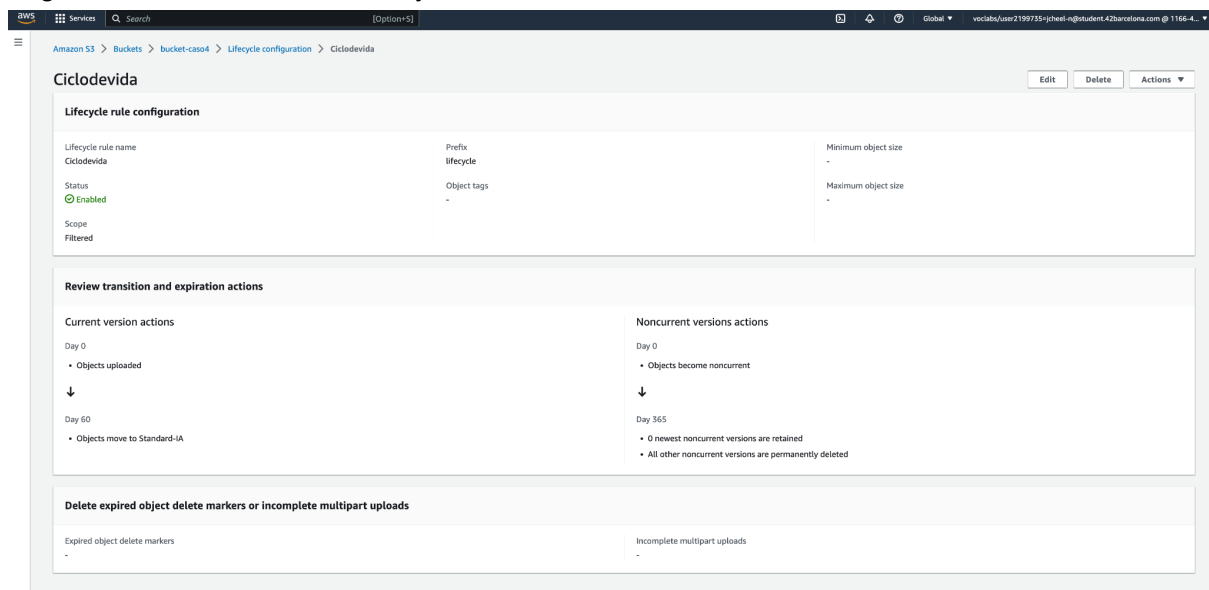 aws
Services
Search
[Option+S]
Global ▼
voclabs/user2199735=jcheel-n@student.42barcelona.com @ 1166-4... ▼
Amazon S3 > Buckets > bucket-caso4 > Lifecycle configuration > Ciclodevida
Ciclodevida
Edit
Delete
Actions ▼
Lifecycle rule configuration
Lifecycle rule name
Ciclodevida
Status
Enabled
Scope
Filtered
Prefix
lifecycle
Object tags
-
Minimum object size
-
Maximum object size
-
Review transition and expiration actions
Current version actions
Day 0
• Objects uploaded
↓
Day 60
• Objects move to Standard-IA
Noncurrent versions actions
Day 0
• Objects become noncurrent
↓
Day 365
• 0 newest noncurrent versions are retained
• All other noncurrent versions are permanently deleted
Delete expired object delete markers or incomplete multipart uploads
Expired object delete markers
-
Incomplete multipart uploads
-